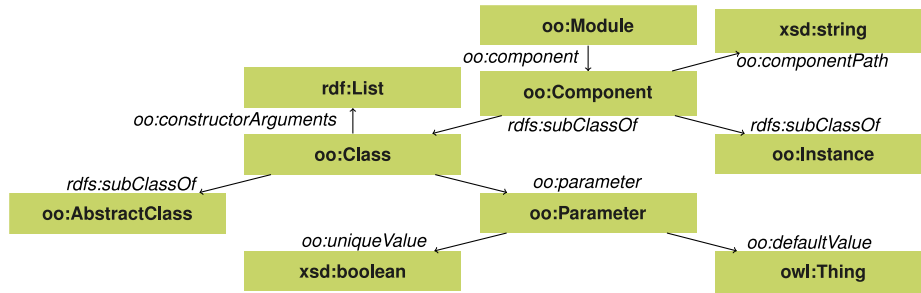 oo:Module
xsd:string
oo:component
oo:componentPath
rdf:List
oo:Component
oo:constructorArguments
rdfs:subClassOf
rdfs:subClassOf
oo:Class
oo:Instance
rdfs:subClassOf
oo:parameter
oo:AbstractClass
oo:Parameter
oo:uniqueValue
oo:defaultValue
xsd:boolean
owl:Thing